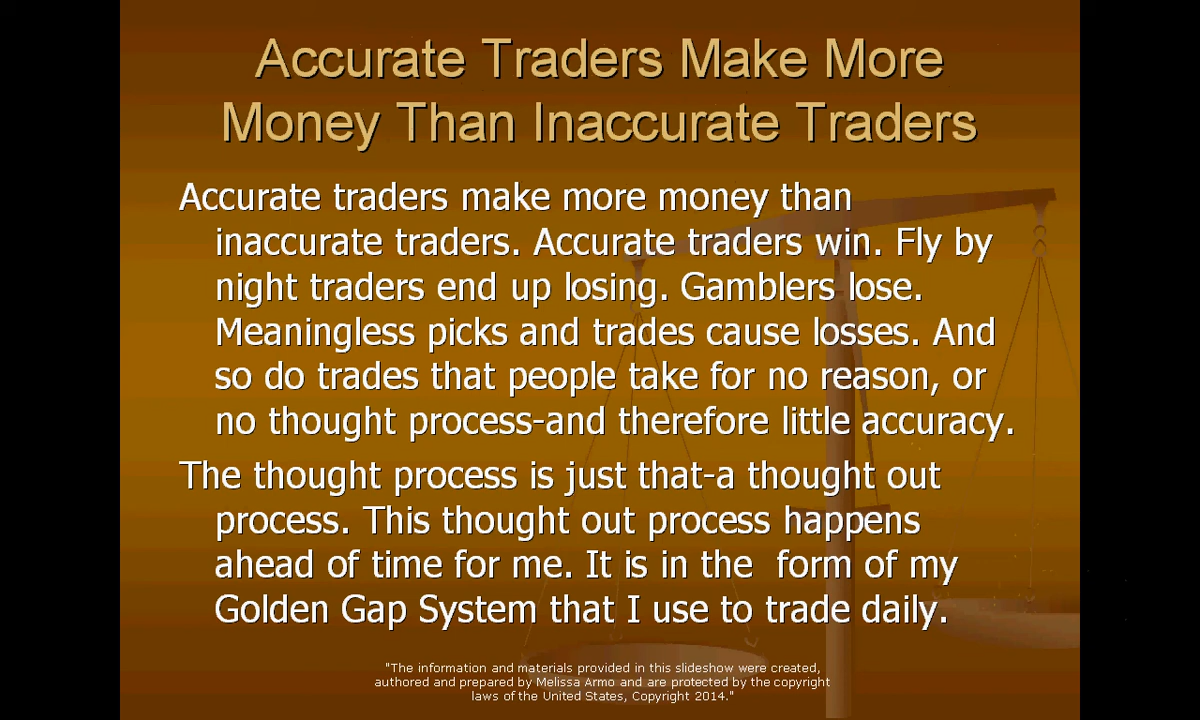 Accurate Traders Make More
Money Than Inaccurate Traders
Accurate traders make more money than
inaccurate traders. Accurate traders win. Fly by
night traders end up losing. Gamblers lose.
Meaningless picks and trades cause losses. And
so do trades that people take for no reason, or
no thought process-and therefore little accuracy.
The thought process is just that-a thought out
process. This thought out process happens
ahead of time for me. It is in the  form of my
Golden Gap System that I use to trade daily.
"The information and materials provided in this slideshow were created,
authored and prepared by Melissa Armo and are protected by the copyright
laws of the United States, Copyright 2014."